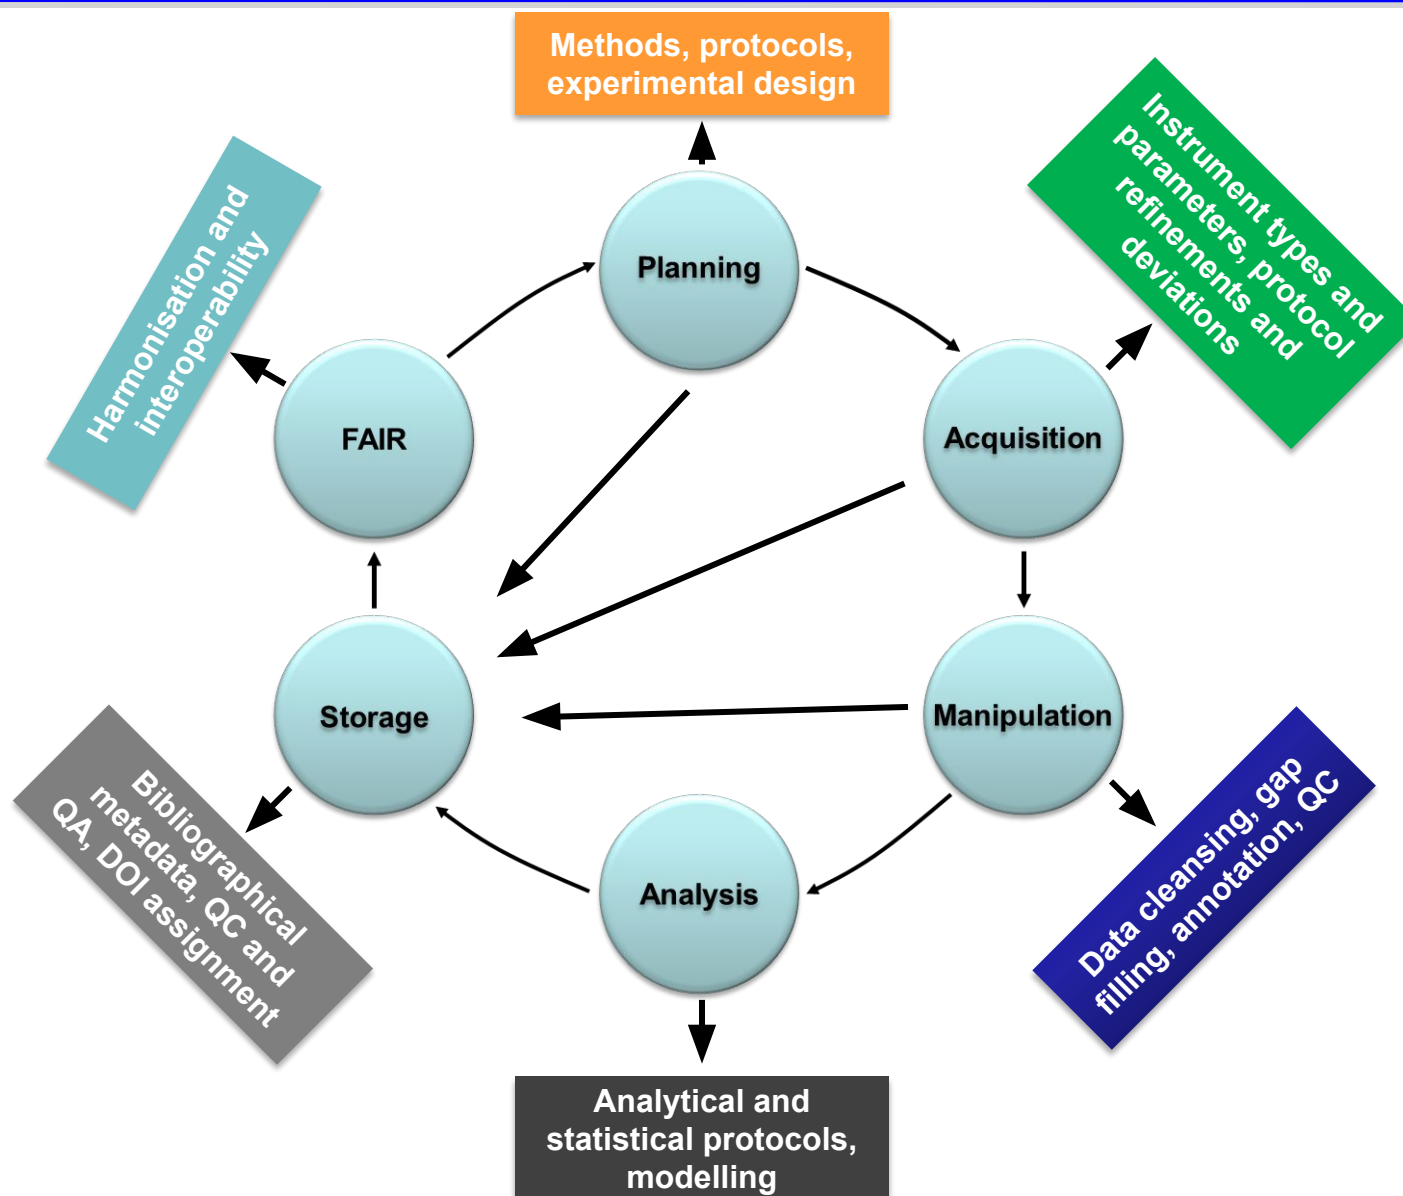 Methods, protocols,
experimental design
Instrument types and
parameters, protocol
refinements and
deviations
Harmonisation and
interoperability
Planning
FAIR
Acquisition
Storage
Manipulation
Analysis
Bibliographical
metadata, QC and
QA, DOI assignment
Data cleansing, gap
filling, annotation, QC
Analytical and
statistical protocols,
modelling